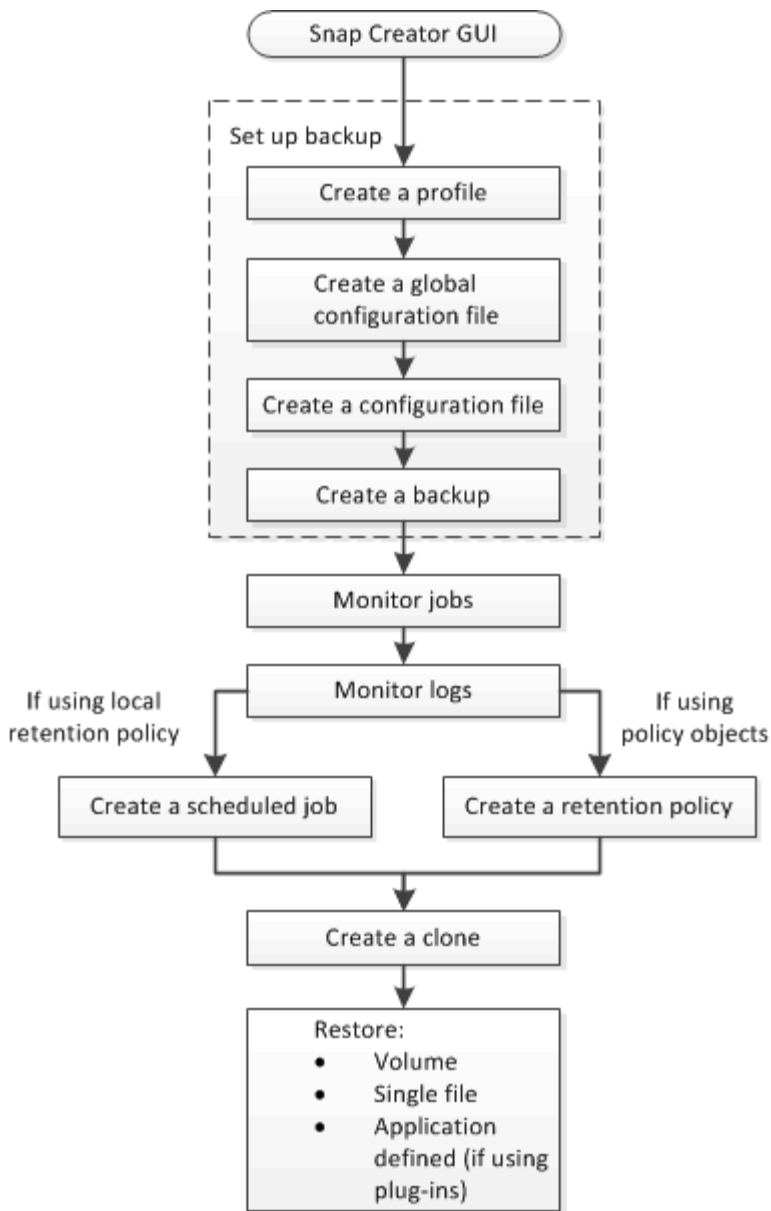 Snap Creator GUI
Set up backup
Create a profile
Create a global
configuration file
Create a configuration file
Create a backup
Monitor jobs
Monitor logs
If using local
retention policy
If using
policy objects
Create a scheduled job
Create a retention policy
Create a clone
Restore:
• Volume
• Single file
• Application
defined (if using
plug-ins)